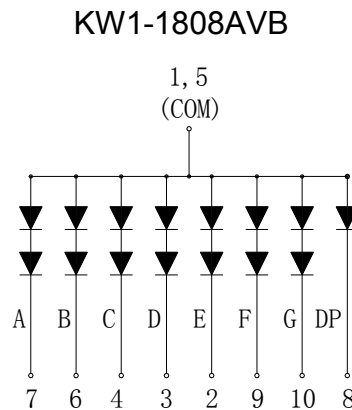 KW1-1808AVB
1,5
(COM)
A B C D E F G DP
7 6 4 3 2 9 10 8